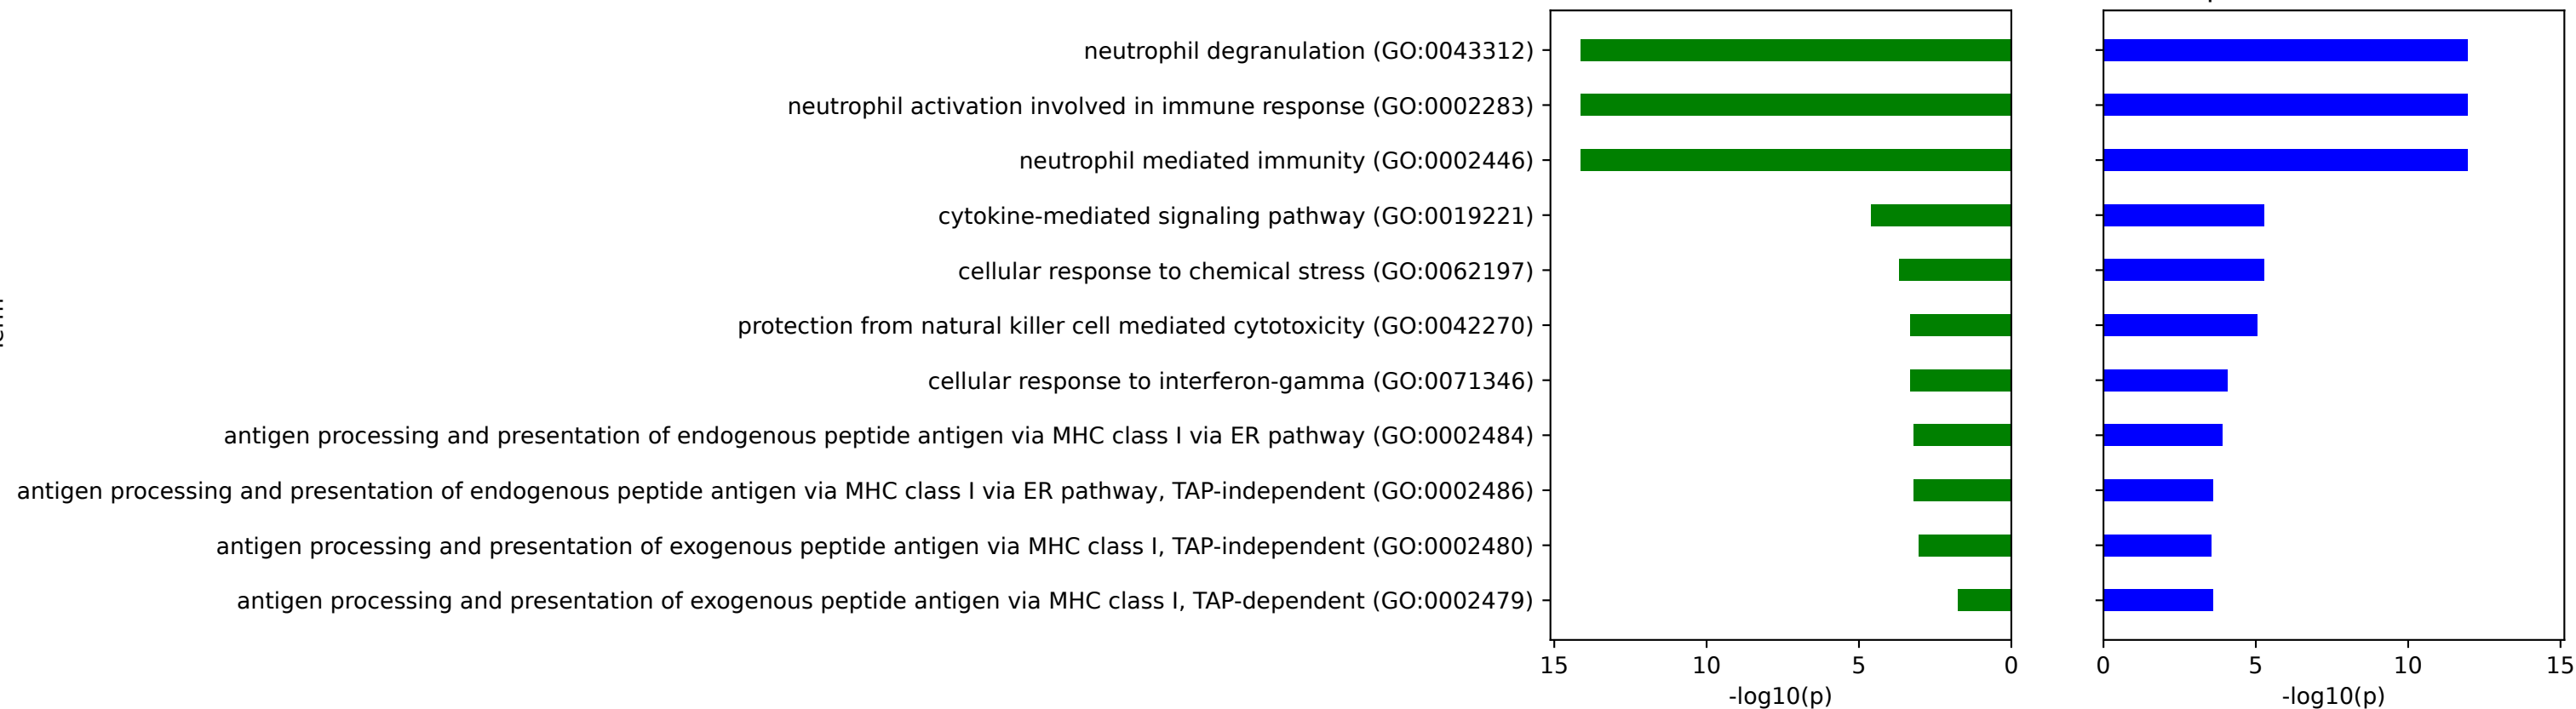 neutrophil degranulation (GO:0043312)
neutrophil activation involved in immune response (GO:0002283)
neutrophil mediated immunity (GO:0002446)
cytokine-mediated signaling pathway (GO:0019221)
cellular response to chemical stress (GO:0062197)
protection from natural killer cell mediated cytotoxicity (GO:0042270)
cellular response to interferon-gamma (GO:0071346)
antigen processing and presentation of endogenous peptide antigen via MHC class I via ER pathway (GO:0002484)
antigen processing and presentation of endogenous peptide antigen via MHC class I via ER pathway, TAP-independent (GO:0002486)
antigen processing and presentation of exogenous peptide antigen via MHC class I, TAP-independent (GO:0002480)
antigen processing and presentation of exogenous peptide antigen via MHC class I, TAP-dependent (GO:0002479)
15 10 5 0
0 5 10 15
-log10(p)
-log10(p)